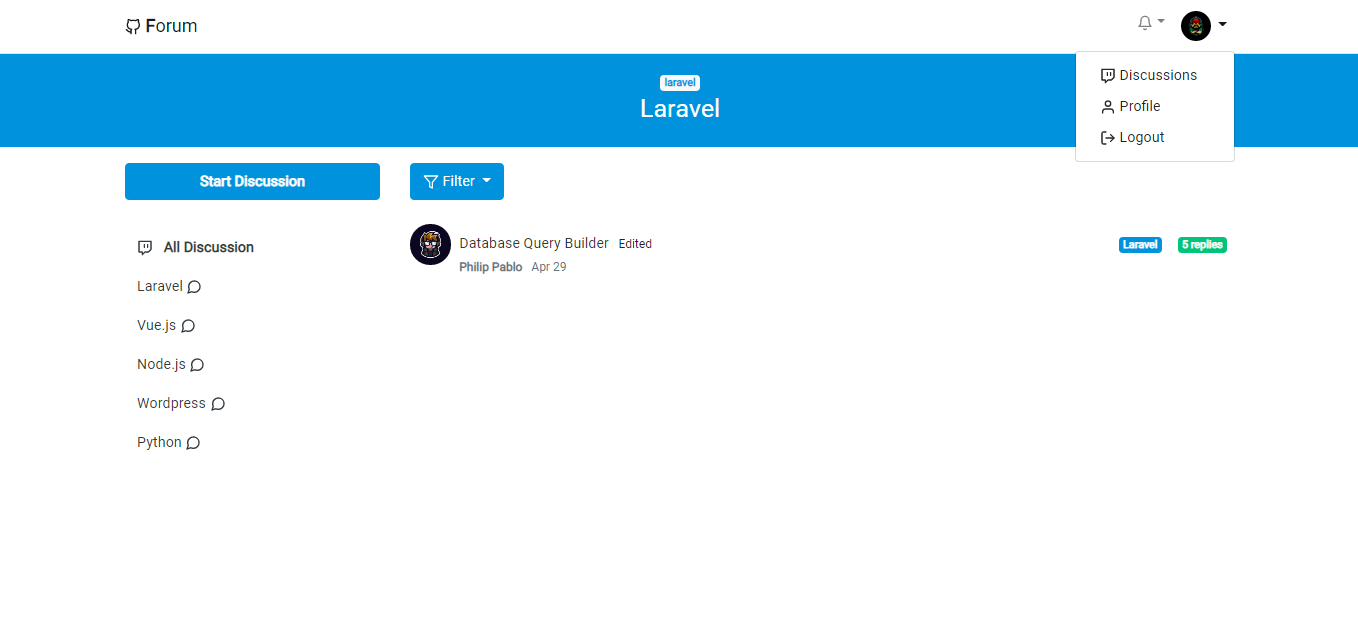 Forum
Discussions
Profile
Logout
laravel
Laravel
Start Discussion
Filter
All Discussion
Laravel
Vue.js
Node.js
Wordpress
Python
Database Query Builder Edited
Philip Pablo Apr 29
Laravel 5 replies